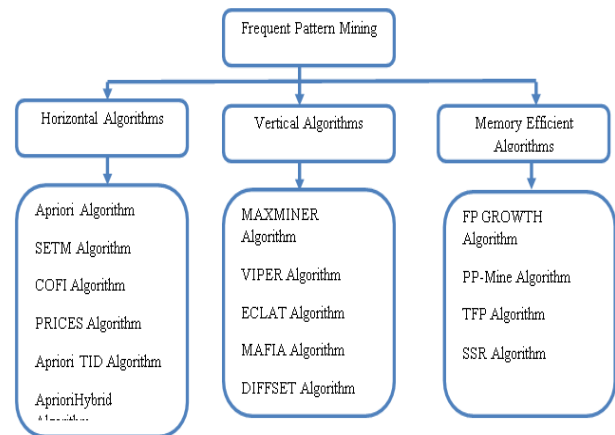 Frequent Pattern Mining
Horizontal Algorithms
Vertical Algorithms
Memory Efficient
Algorithms
Apriori Algorithm
SETM Algorithm
COFI Algorithm
PRICES Algorithm
Apriori TID Algorithm
AprioriHybrid
Algorithm
MAXMINER
Algorithm
VIPER Algorithm
ECLAT Algorithm
MAFIA Algorithm
DIFFSET Algorithm
FP GROWTH
Algorithm
PP-Mine Algorithm
TFP Algorithm
SSR Algorithm